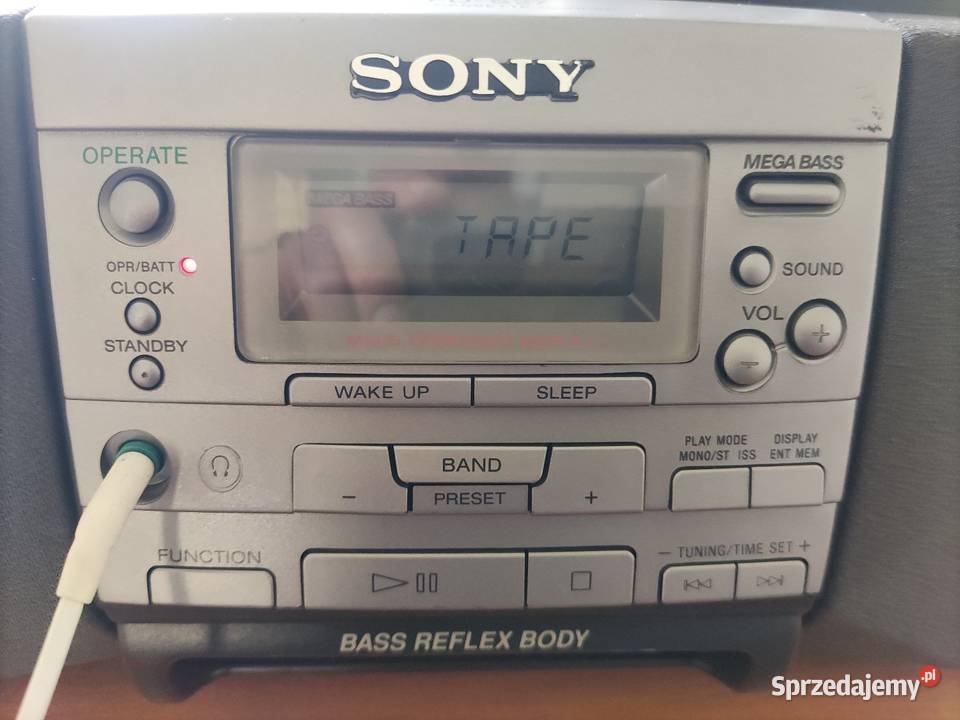 SONY
OPERATE
MEGA BASS
MEGA BASS
TAPE
OPR/BATT
SOUND
CLOCK
VOL
STANDBY
+
-
WAKE UP
SLEEP
PLAY MODE
DISPLAY
MONO/ST ISS
ENT MEM
BAND
- PRESET +
FUNCTION
- TUNING/TIME SET +
BASS REFLEX BODY
Sprzedajemy.pl